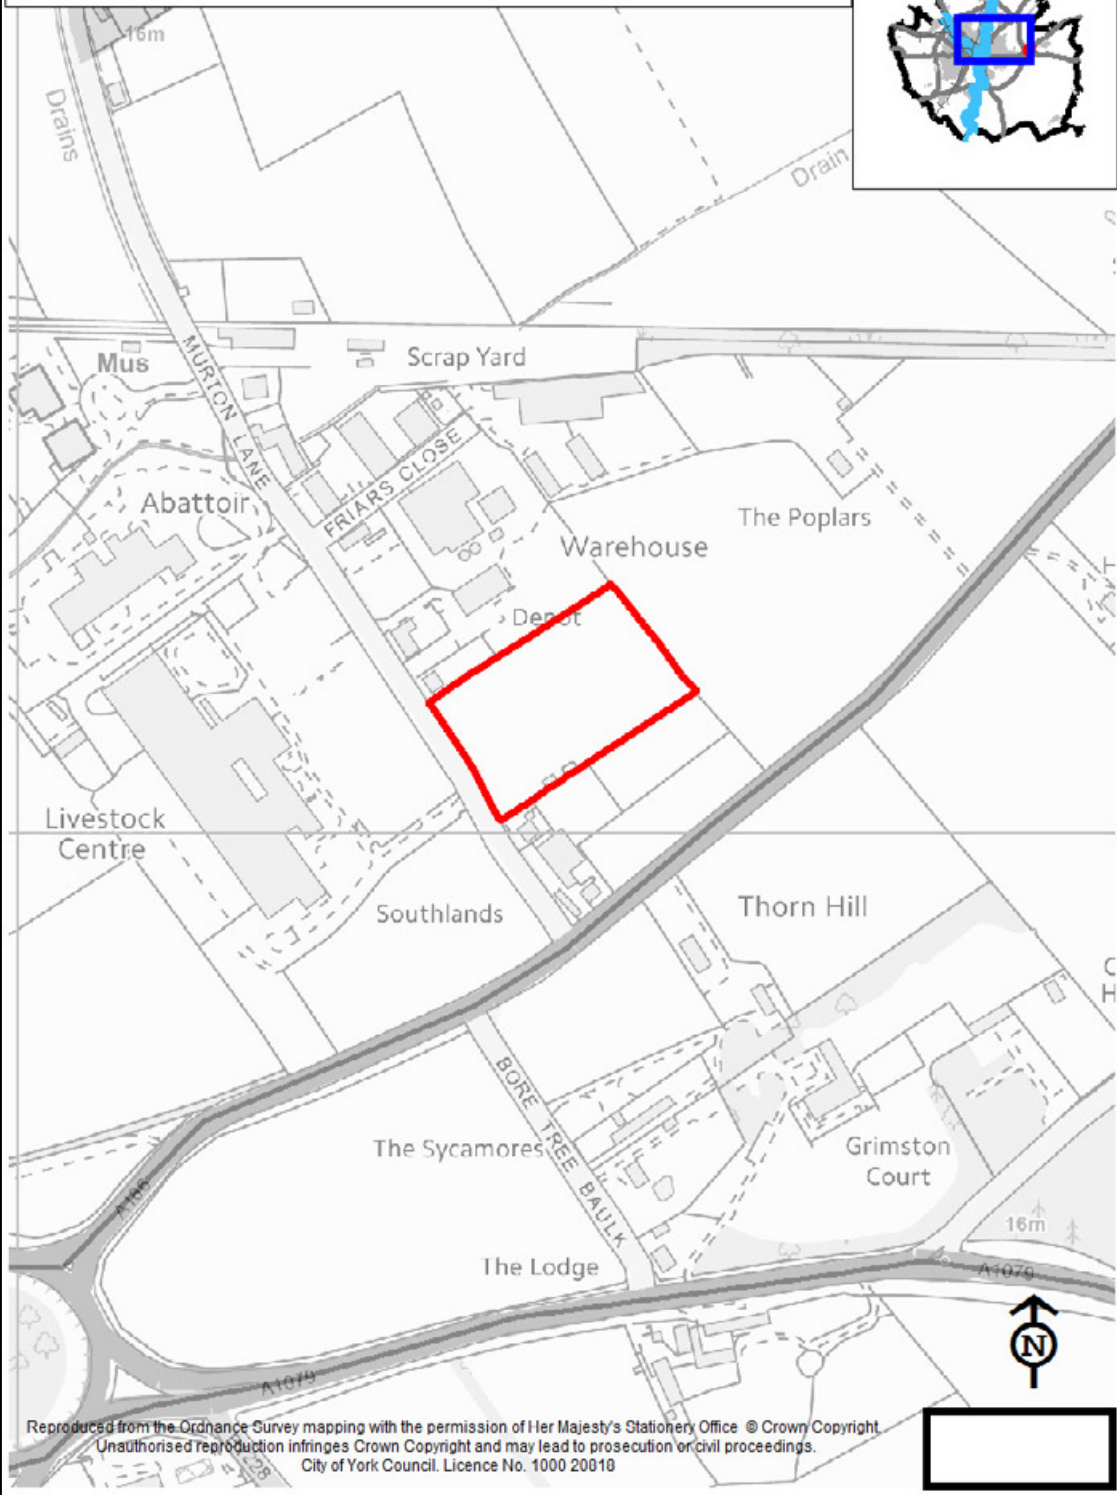 16m
Drains
Drain
Mus
MURTON LANE
Scrap Yard
FRIARS CLOSE
Abattoir
The Poplars
Warehouse
Depot
Livestock
Centre
Southlands
Thorn Hill
BORE TREE BAULK
The Sycamores
Grimston
Court
A166
16m
The Lodge
A1079
N
A1079
Reproduced from the Ordnance Survey mapping with the permission of Her Majesty's Stationery Office © Crown Copyright.
Unauthorised reproduction infringes Crown Copyright and may lead to prosecution or civil proceedings.
City of York Council. Licence No. 1000 20818